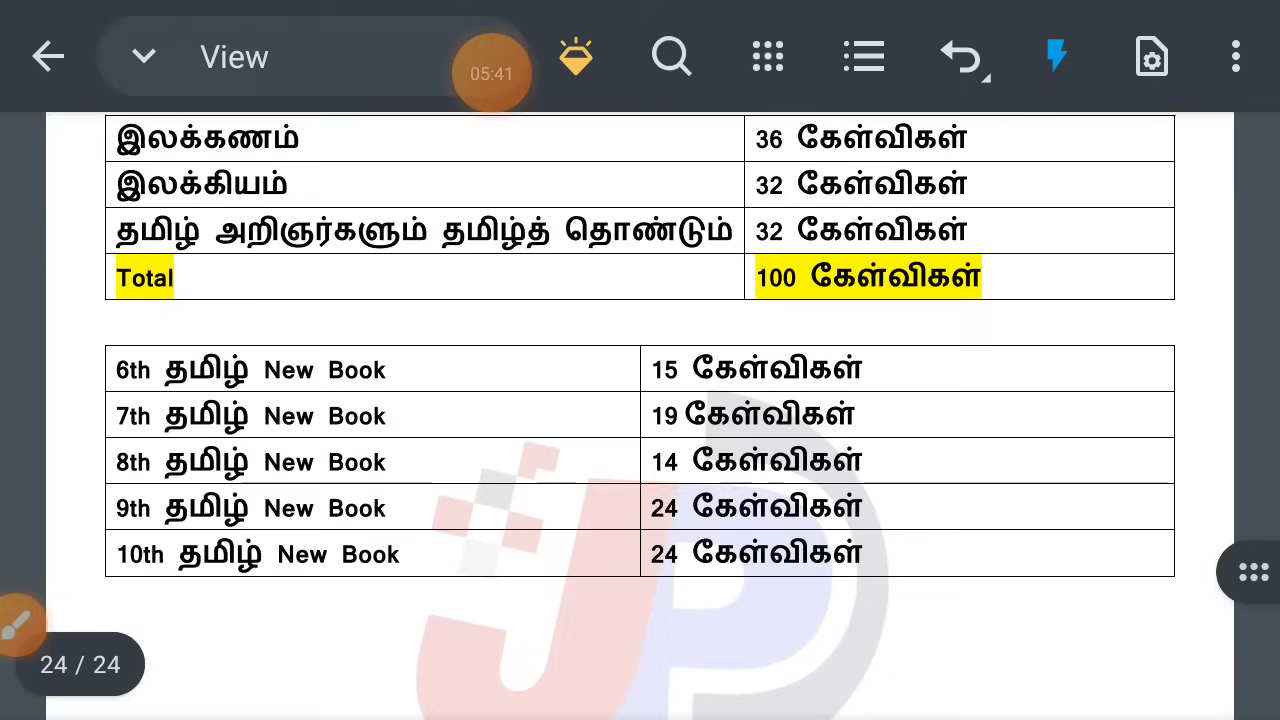 View
05:41
இலக்கணம் 36 கேள்விகள்
இலக்கியம் 32 கேள்விகள்
தமிழ் அறிஞர்களும் தமிழ்த் தொண்டும் 32 கேள்விகள்
Total 100 கேள்விகள்
6th தமிழ் New Book 15 கேள்விகள்
7th தமிழ் New Book 19 கேள்விகள்
8th தமிழ் New Book 14 கேள்விகள்
9th தமிழ் New Book 24 கேள்விகள்
10th தமிழ் New Book 24 கேள்விகள்
JP
24 / 24